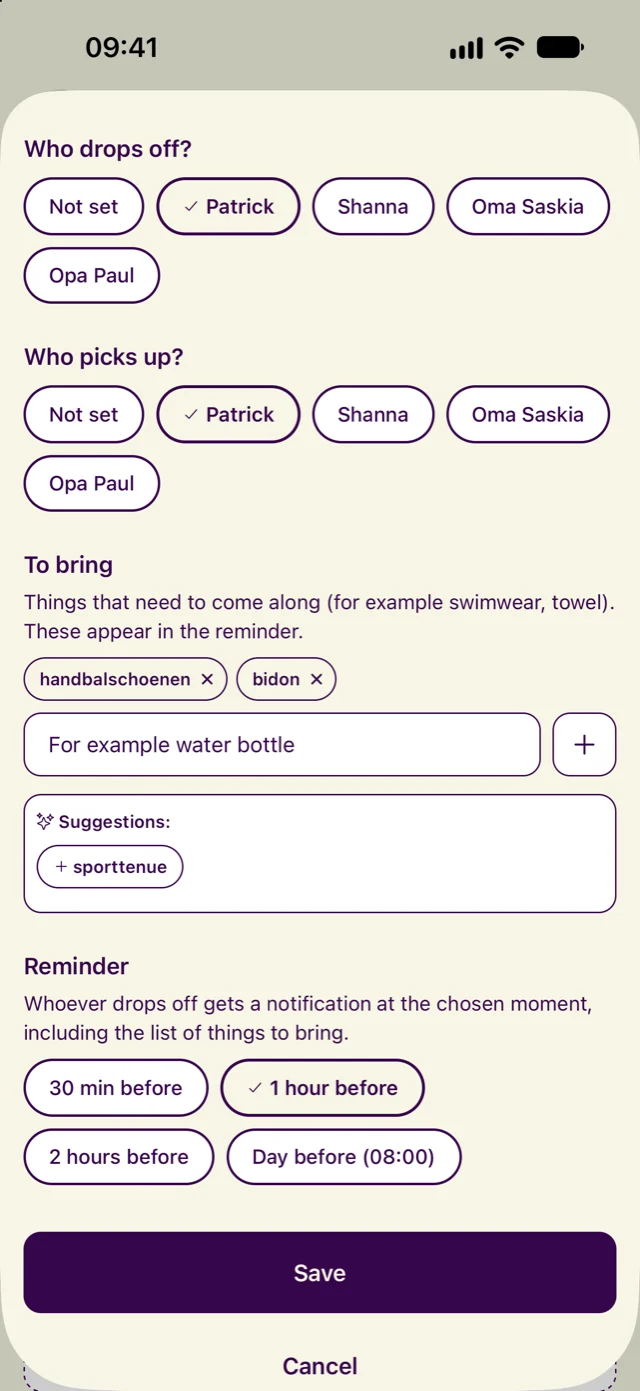 09:41
Who drops off?
Not set Patrick Shanna Oma Saskia
Opa Paul
Who picks up?
Not set Patrick Shanna Oma Saskia
Opa Paul
To bring
Things that need to come along (for example swimwear, towel).
These appear in the reminder.
handbalschoenen × bidon ×
For example water bottle +
Suggestions:
+ sporttenue
Reminder
Whoever drops off gets a notification at the chosen moment,
including the list of things to bring.
30 min before 1 hour before
2 hours before Day before (08:00)
Save
Cancel